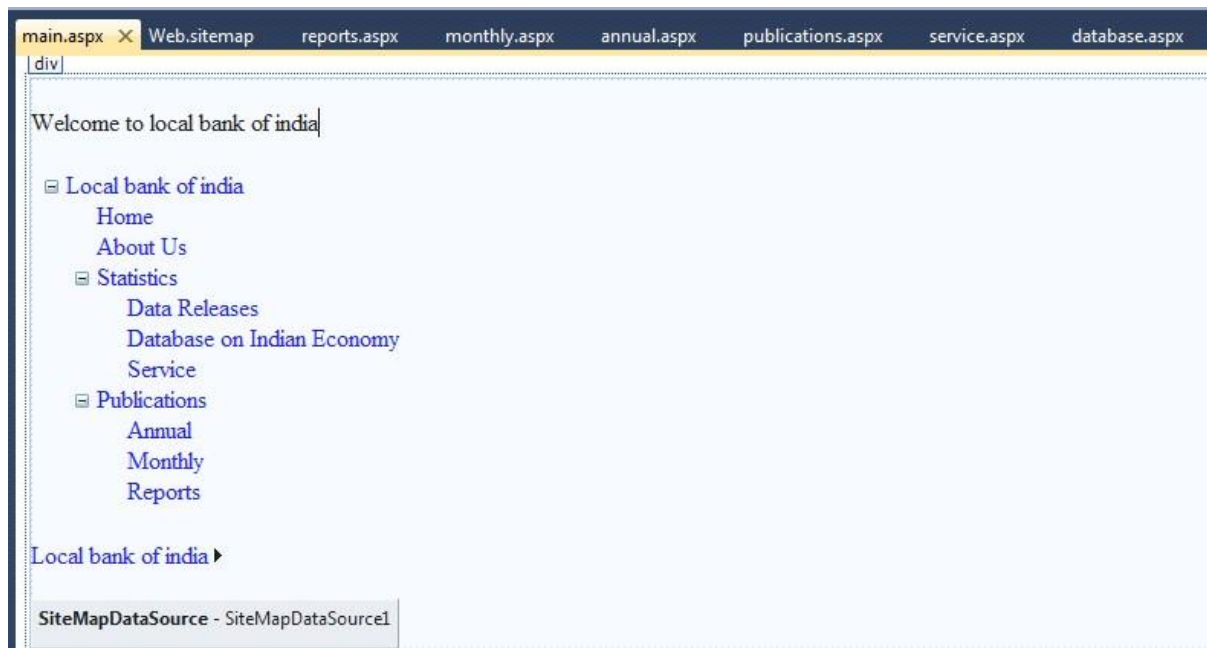 main.aspx Web.sitemap reports.aspx monthly.aspx annual.aspx publications.aspx service.aspx database.aspx
div
Welcome to local bank of india
Local bank of india
Home
About Us
Statistics
Data Releases
Database on Indian Economy
Service
Publications
Annual
Monthly
Reports
Local bank of india
SiteMapDataSource - SiteMapDataSource1